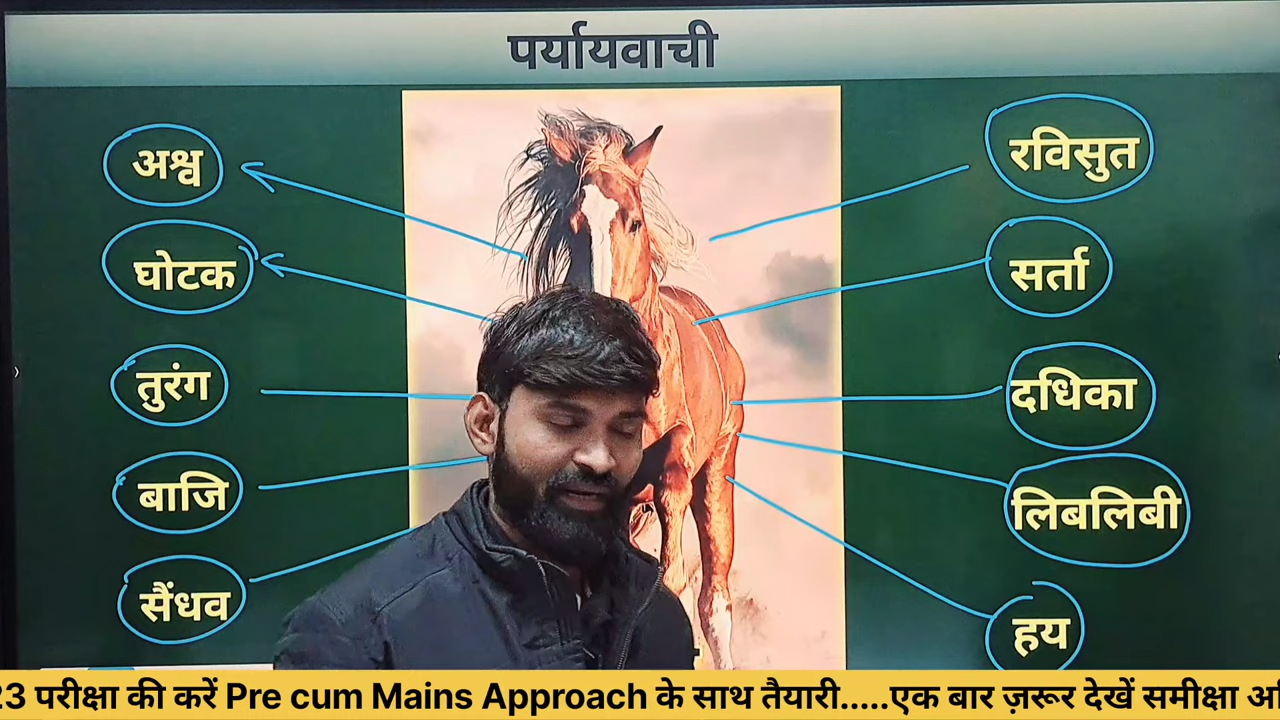 पर्यायवाची
अश्व
घोटक
तुरंग
बाजि
सैंधव
रविसुत
सर्ता
दधिका
लिबलिबी
हय
23 परीक्षा की करें Pre cum Mains Approach के साथ तैयारी.....एक बार ज़रूर देखें समीक्षा अ